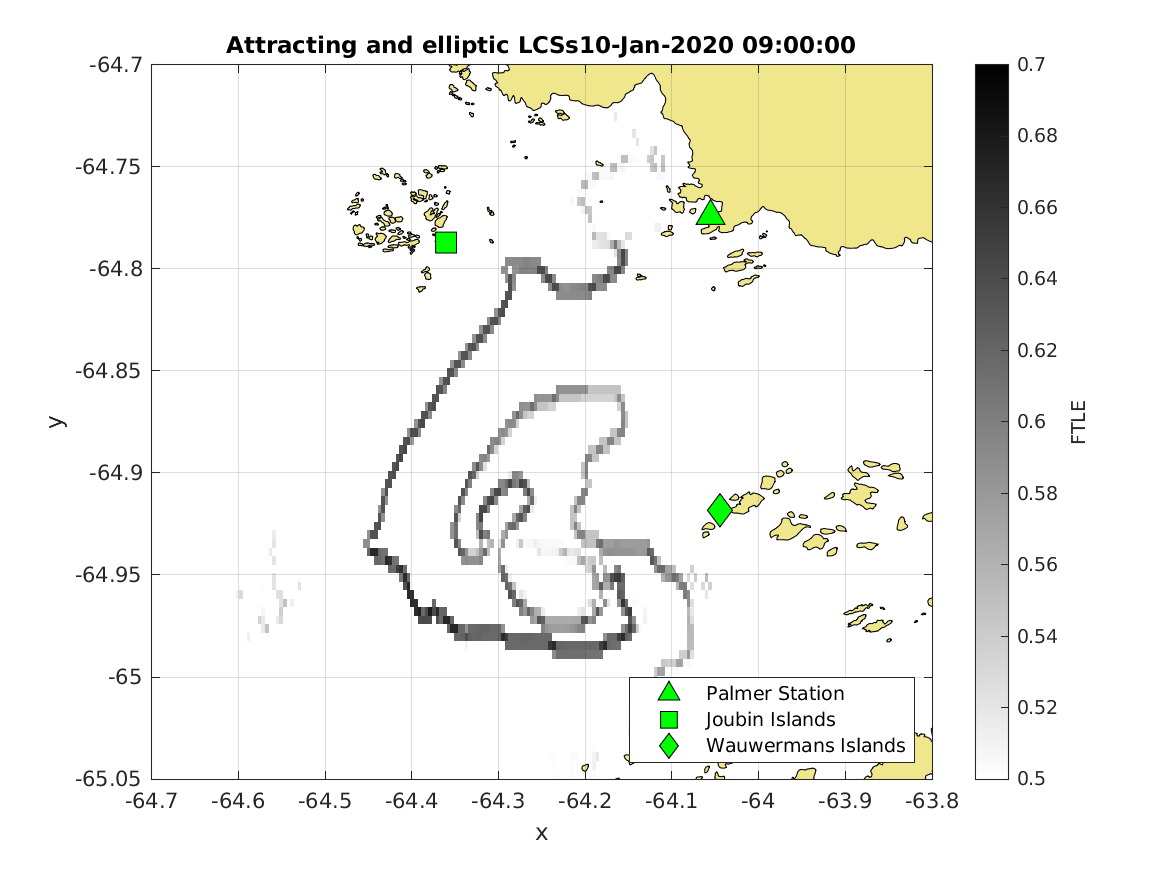 Attracting and elliptic LCSs10-Jan-2020 09:00:00
-64.7
-64.75
-64.8
-64.85
-64.9
-64.95
-65
-65.05
y
-64.7 -64.6 -64.5 -64.4 -64.3 -64.2 -64.1 -64 -63.9 -63.8
x
Palmer Station
Joubin Islands
Wauwermans Islands
0.7
0.68
0.66
0.64
0.62
0.6
0.58
0.56
0.54
0.52
0.5
FTLE